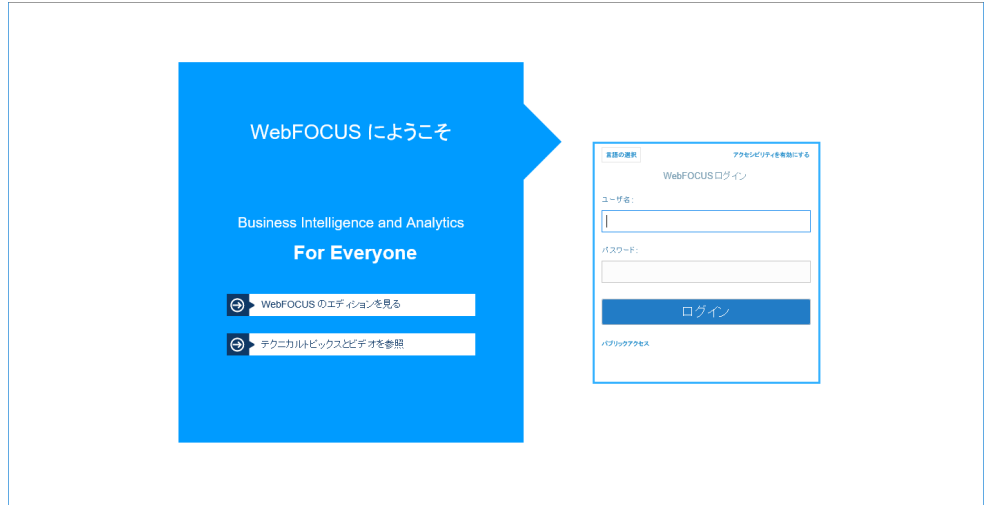 WebFOCUS にようこそ
Business Intelligence and Analytics
For Everyone
WebFOCUS のエディションを見る
テクニカルトピックスとビデオを参照
言語の選択
アクセシビリティを有効にする
WebFOCUS ログイン
ユーザ名:
パスワード:
ログイン
パブリックアクセス